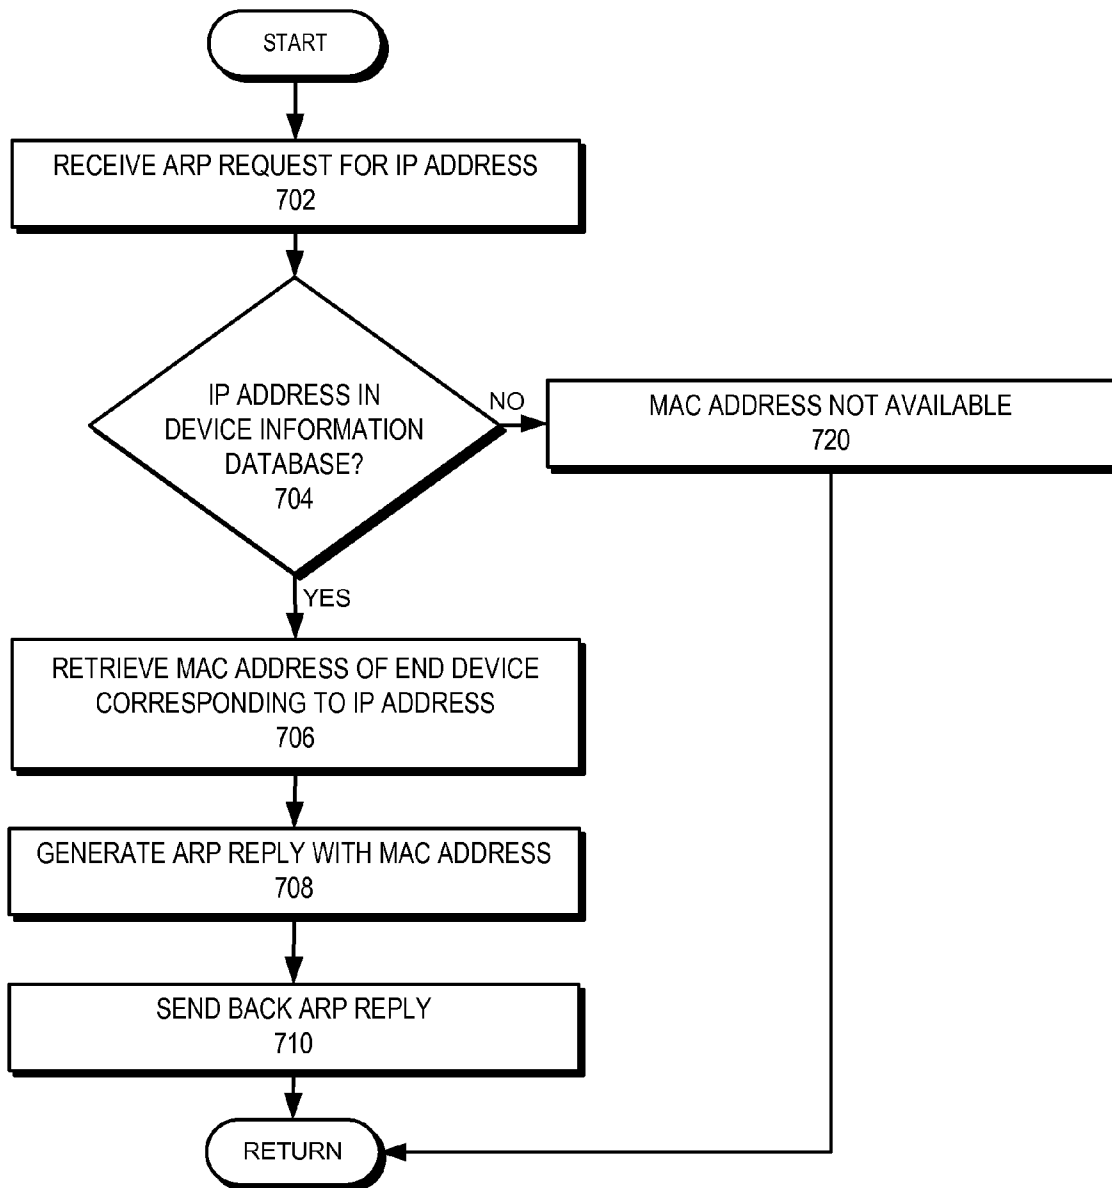 START
RECEIVE ARP REQUEST FOR IP ADDRESS
702
IP ADDRESS IN
DEVICE INFORMATION
DATABASE?
704
NO
MAC ADDRESS NOT AVAILABLE
720
YES
RETRIEVE MAC ADDRESS OF END DEVICE
CORRESPONDING TO IP ADDRESS
706
GENERATE ARP REPLY WITH MAC ADDRESS
708
SEND BACK ARP REPLY
710
RETURN